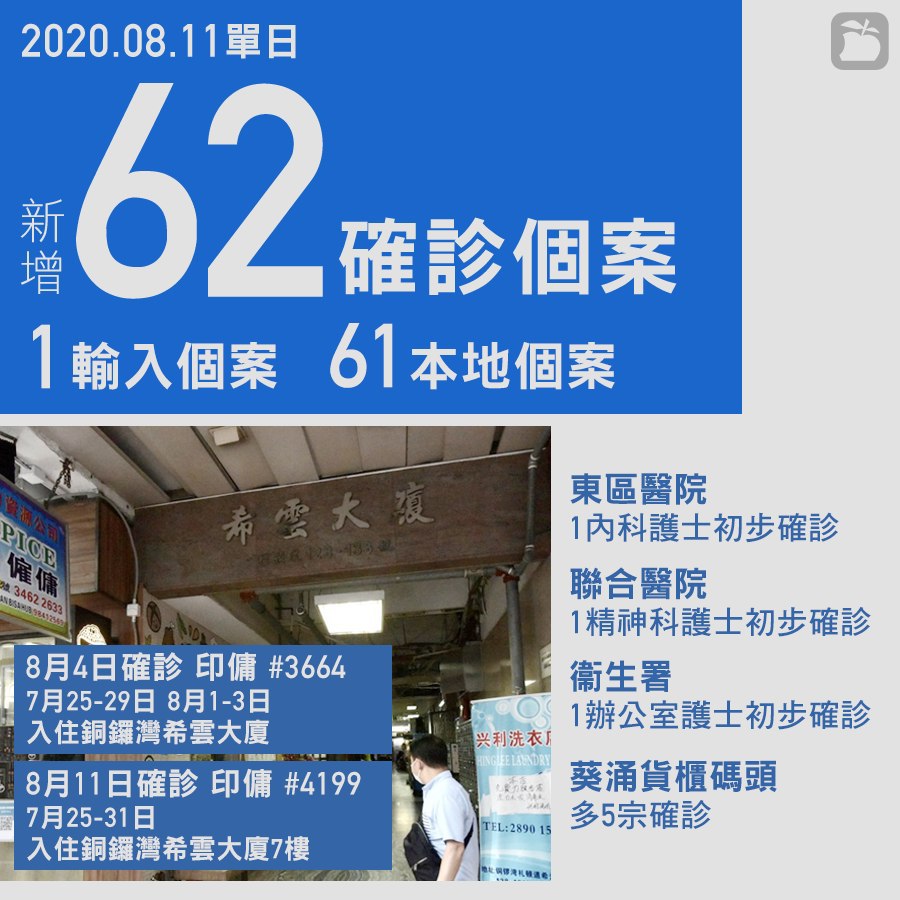 2020.08.11單日
新增62確診個案
1輸入個案 61本地個案
希雲大廈
資源公司
PICE
僱傭
3462 2633
8月4日確診 印傭 #3664
7月25-29日 8月1-3日
入住銅鑼灣希雲大廈
8月11日確診 印傭 #4199
7月25-31日
入住銅鑼灣希雲大廈7樓
兴利洗衣
HING LEE LAUNDRY
TEL:2890 15
東區醫院
1內科護士初步確診
聯合醫院
1精神科護士初步確診
衞生署
1辦公室護士初步確診
葵涌貨櫃碼頭
多5宗確診